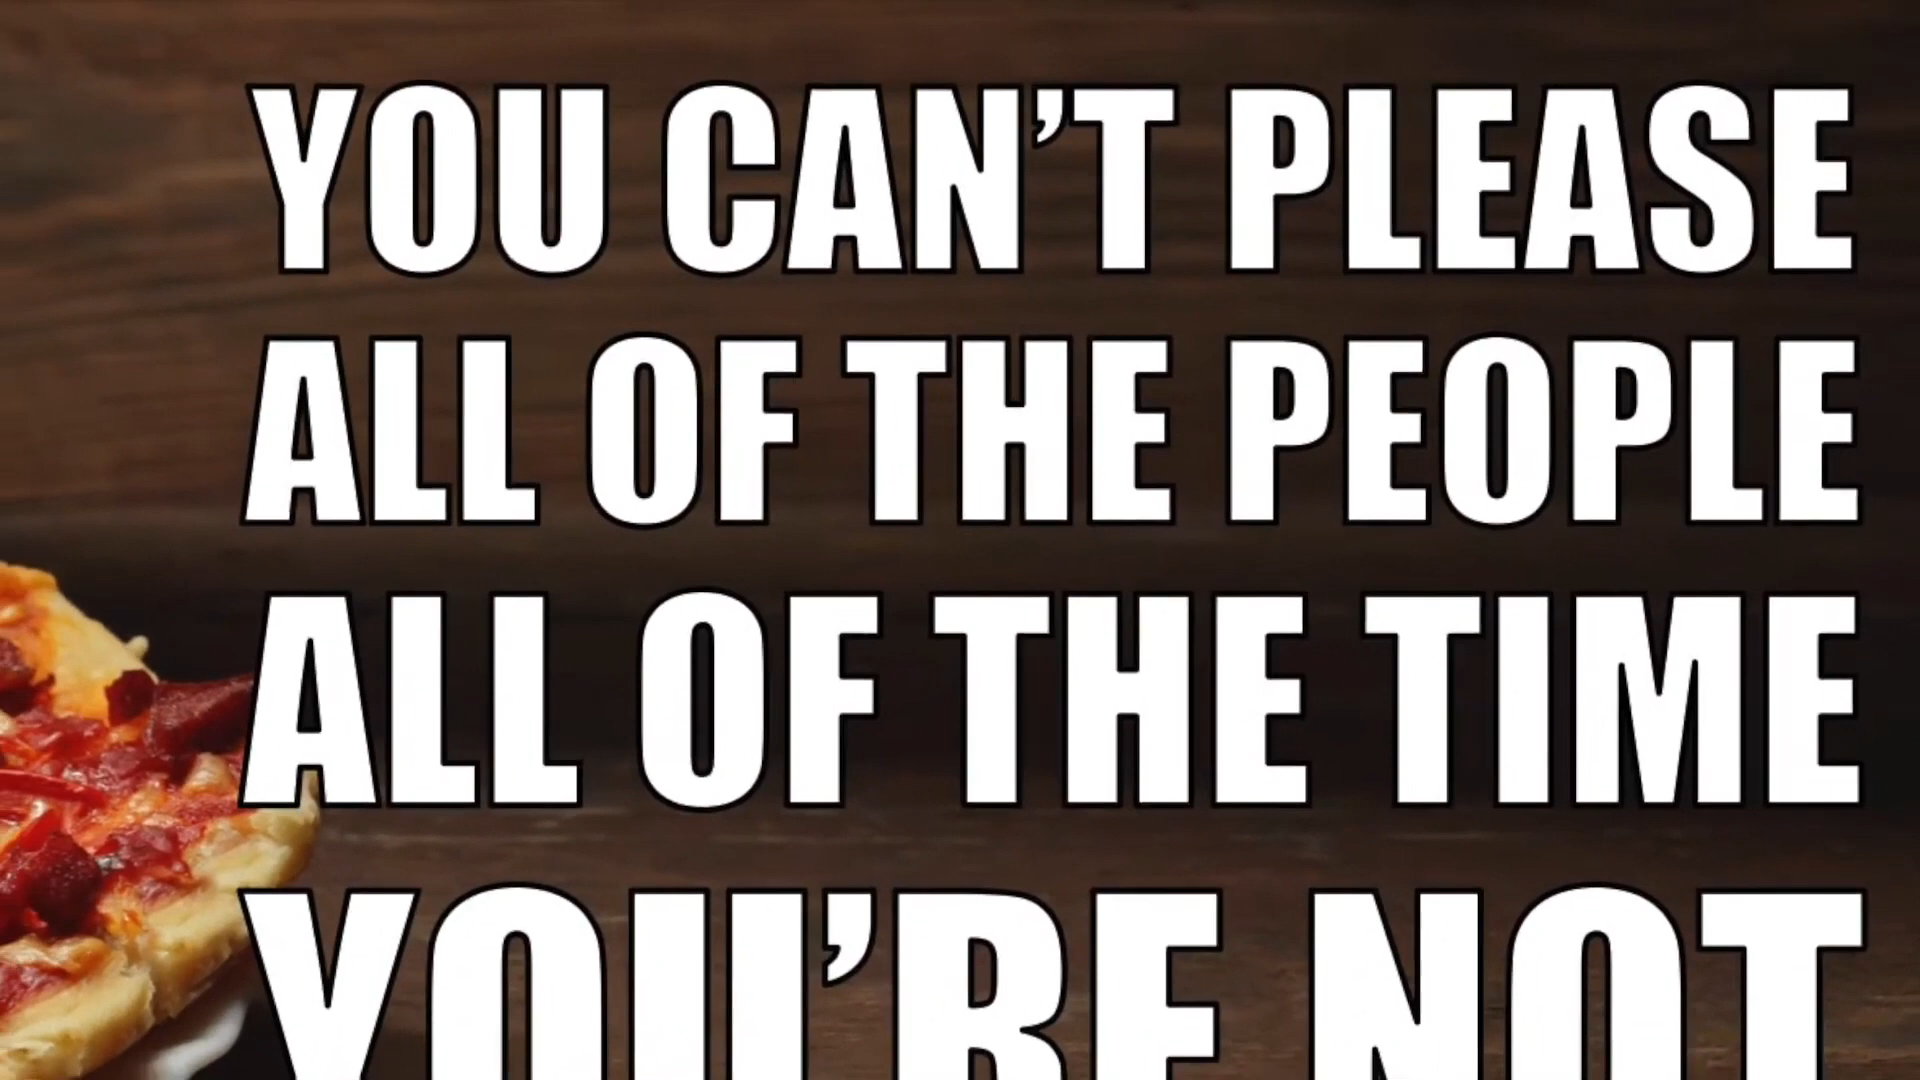 YOU CAN’T PLEASE
ALL OF THE PEOPLE
ALL OF THE TIME
YOU’RE NOT